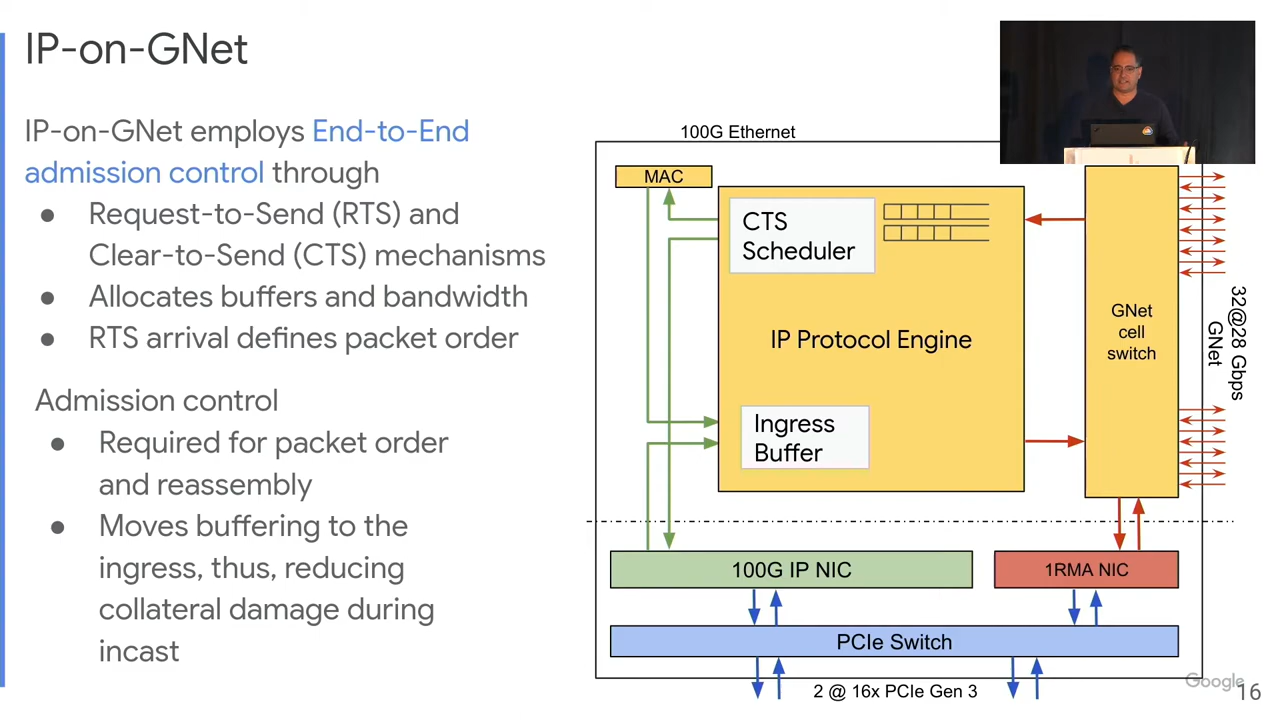 IP-on-GNet
IP-on-GNet employs End-to-End
admission control through
● Request-to-Send (RTS) and
Clear-to-Send (CTS) mechanisms
● Allocates buffers and bandwidth
● RTS arrival defines packet order
Admission control
● Required for packet order
and reassembly
● Moves buffering to the
ingress, thus, reducing
collateral damage during
incast
100G Ethernet
MAC
CTS
Scheduler
IP Protocol Engine
Ingress
Buffer
GNet
cell
switch
32@28 Gbps
GNet
100G IP NIC
1RMA NIC
PCIe Switch
2 @ 16x PCIe Gen 3
Google
16